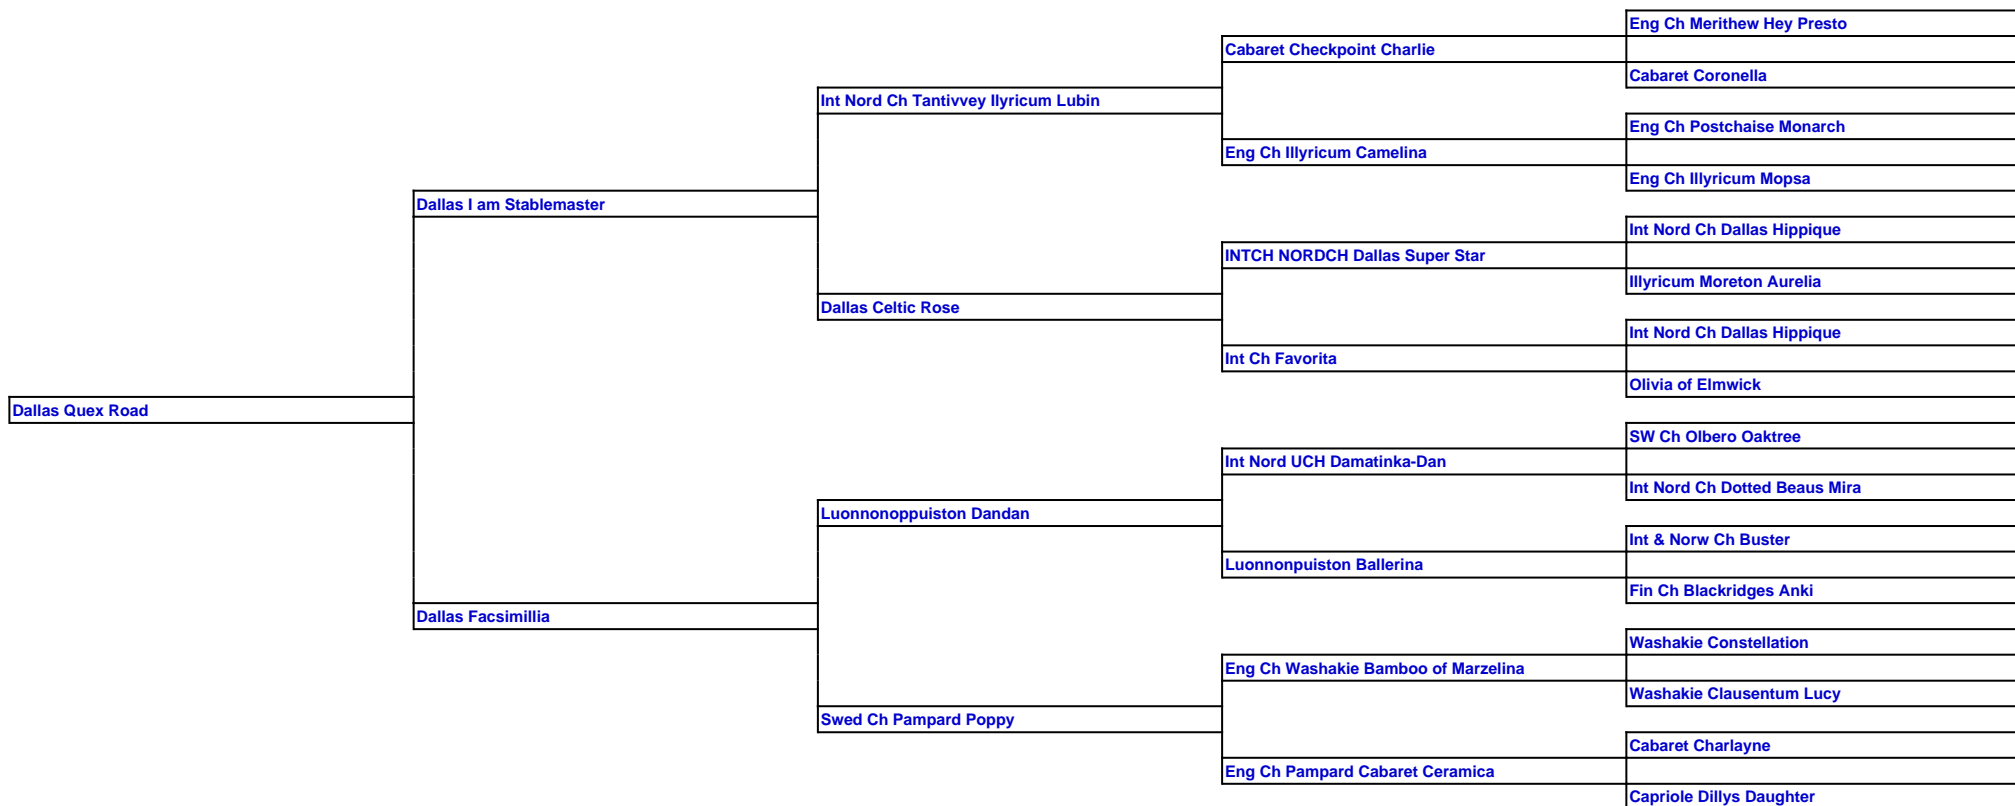 Eng Ch Merithew Hey Presto
Cabaret Checkpoint Charlie
Cabaret Coronella
Int Nord Ch Tantivvey Ilyricum Lubin
Eng Ch Postchaise Monarch
Eng Ch Illyricum Camelina
Eng Ch Illyricum Mopsa
Dallas I am Stablemaster
Int Nord Ch Dallas Hippique
INTCH NORDCH Dallas Super Star
Illyricum Moreton Aurelia
Dallas Celtic Rose
Int Nord Ch Dallas Hippique
Int Ch Favorita
Olivia of Elmwick
Dallas Quex Road
SW Ch Olbero Oaktree
Int Nord UCH Damatinka-Dan
Int Nord Ch Dotted Beaus Mira
Luonnonoppuiston Dandan
Int & Norw Ch Buster
Luonnonpuiston Ballerina
Fin Ch Blackridges Anki
Dallas Facsimillia
Washakie Constellation
Eng Ch Washakie Bamboo of Marzelina
Washakie Clausentum Lucy
Swed Ch Pampard Poppy
Cabaret Charlayne
Eng Ch Pampard Cabaret Ceramica
Capriole Dillys Daughter